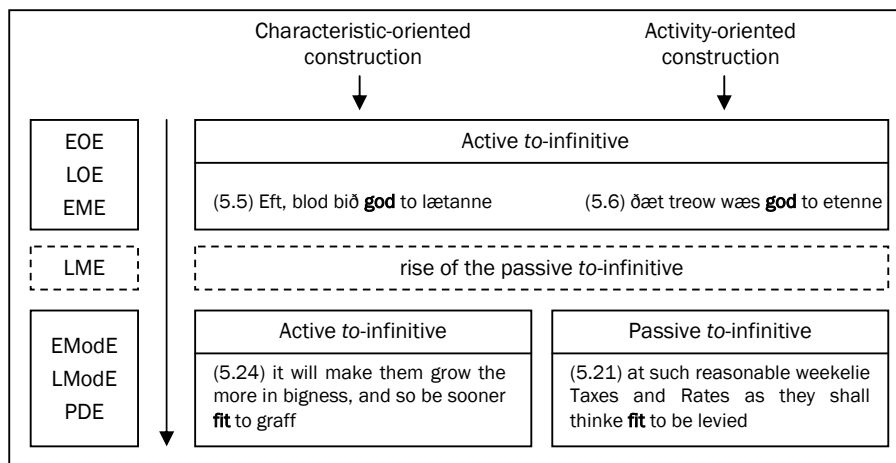 Characteristic-oriented
construction
Activity-oriented
construction
EOE
LOE
EME
Active to-infinitive
(5.5) Eft, blod bið god to lætanne
(5.6) ðæt treow wæs god to etenne
LME
rise of the passive to-infinitive
EModE
LModE
PDE
Active to-infinitive
(5.24) it will make them grow the
more in bigness, and so be sooner
fit to graff
Passive to-infinitive
(5.21) at such reasonable weekelie
Taxes and Rates as they shall
thinke fit to be levied